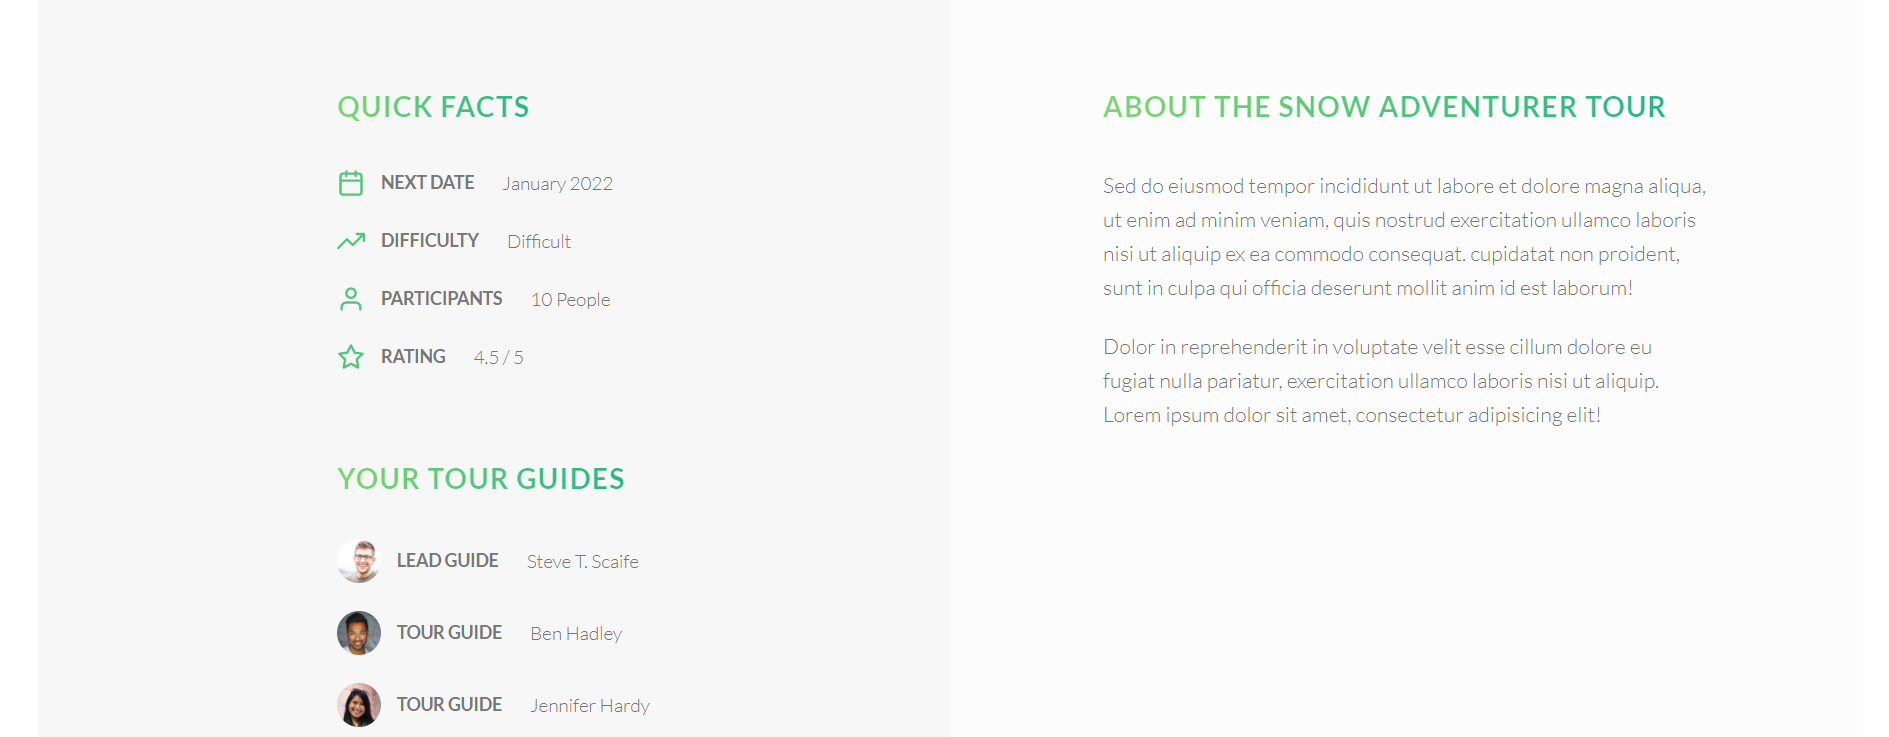 QUICK FACTS
NEXT DATE January 2022
DIFFICULTY Difficult
PARTICIPANTS 10 People
RATING 4.5 / 5
YOUR TOUR GUIDES
LEAD GUIDE Steve T. Scaife
TOUR GUIDE Ben Hadley
TOUR GUIDE Jennifer Hardy
ABOUT THE SNOW ADVENTURER TOUR
Sed do eiusmod tempor incididunt ut labore et dolore magna aliqua,
ut enim ad minim veniam, quis nostrud exercitation ullamco laboris
nisi ut aliquip ex ea commodo consequat. cupidatat non proident,
sunt in culpa qui officia deserunt mollit anim id est laborum!
Dolor in reprehenderit in voluptate velit esse cillum dolore eu
fugiat nulla pariatur, exercitation ullamco laboris nisi ut aliquip.
Lorem ipsum dolor sit amet, consectetur adipisicing elit!